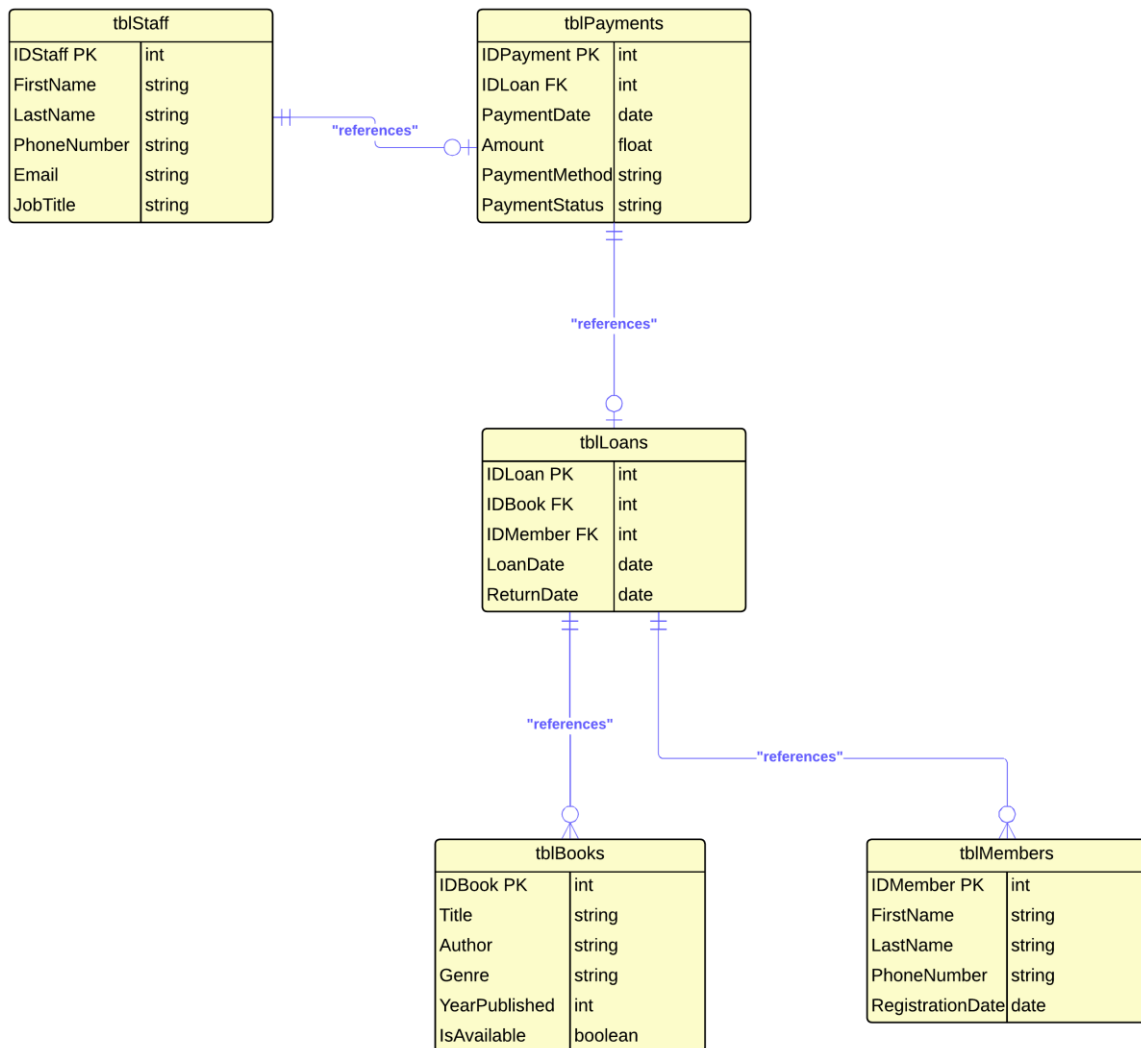 tblStaff
IDStaff PK int
FirstName string
LastName string
PhoneNumber string
Email string
JobTitle string
"references"
tblPayments
IDPayment PK int
IDLoan FK int
PaymentDate date
Amount float
PaymentMethod string
PaymentStatus string
"references"
tblLoans
IDLoan PK int
IDBook FK int
IDMember FK int
LoanDate date
ReturnDate date
"references"
"references"
tblBooks
IDBook PK int
Title string
Author string
Genre string
YearPublished int
IsAvailable boolean
tblMembers
IDMember PK int
FirstName string
LastName string
PhoneNumber string
RegistrationDate date